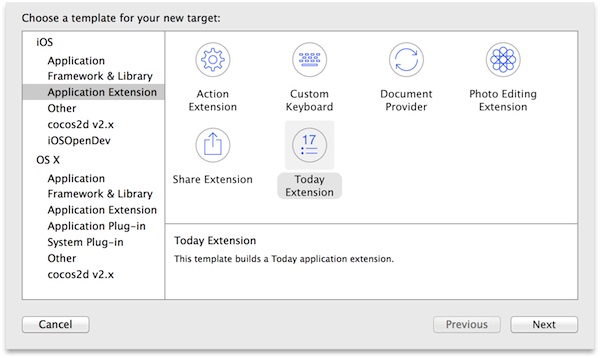 Choose a template for your new target:
iOS
Application
Framework & Library
Application Extension
Other
cocos2d v2.x
iOSOpenDev
OS X
Application
Framework & Library
Application Extension
Application Plug-in
System Plug-in
Other
cocos2d v2.x
Action
Extension
Custom
Keyboard
Document
Provider
Photo Editing
Extension
Share Extension
17
Today
Extension
Today Extension
This template builds a Today application extension.
Cancel
Previous
Next